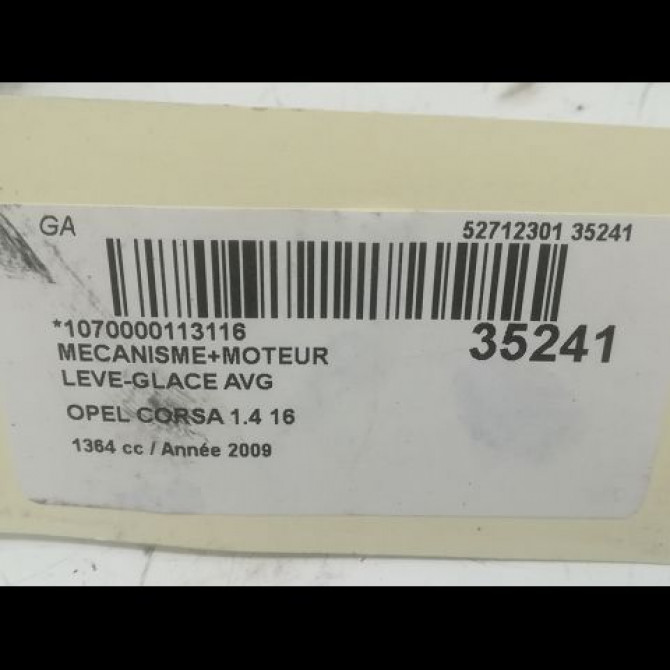 GA
52712301 35241
*1070000113116
35241
MECANISME+MOTEUR
LEVE-GLACE AVG
OPEL CORSA 1.4 16
1364 cc / Année 2009